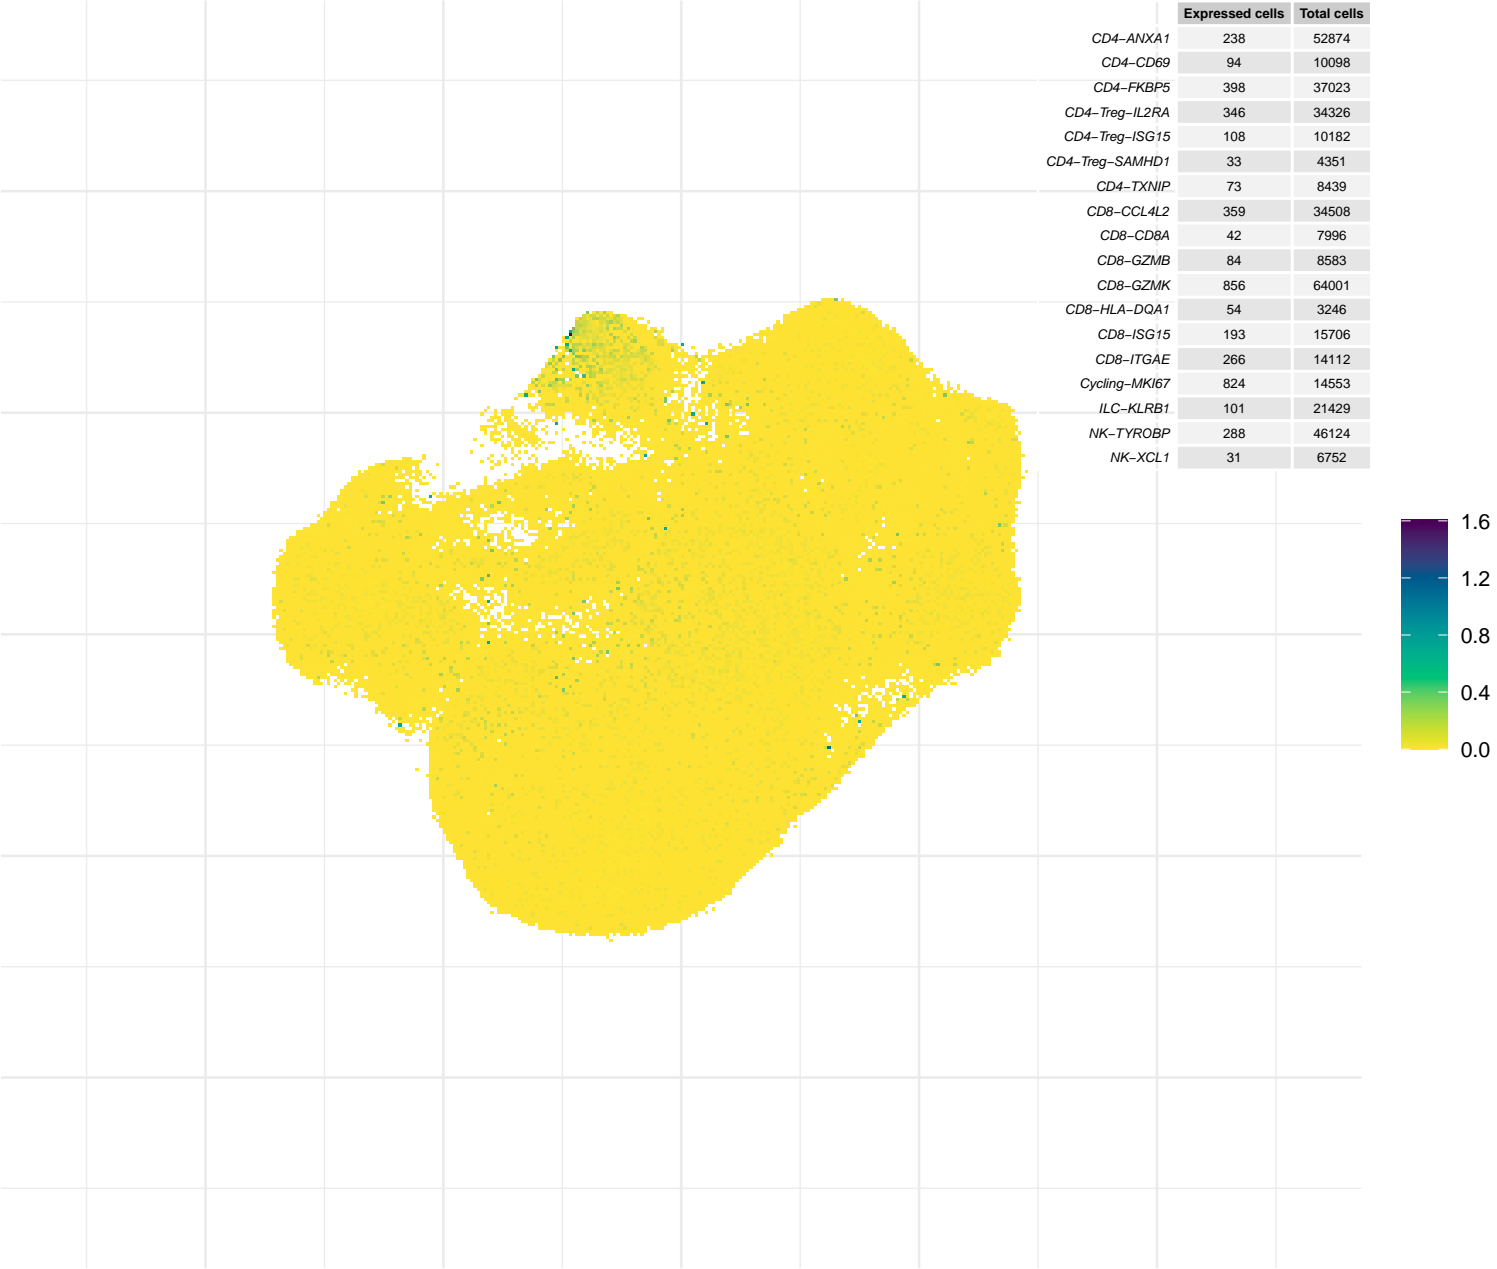 Expressed cells Total cells
CD4−ANXA1 238 52874
CD4−CD69 94 10098
CD4−FKBP5 398 37023
CD4−Treg−IL2RA 346 34326
CD4−Treg−ISG15 108 10182
CD4−Treg−SAMHD1 33 4351
CD4−TXNIP 73 8439
CD8−CCL4L2 359 34508
CD8−CD8A 42 7996
CD8−GZMB 84 8583
CD8−GZMK 856 64001
CD8−HLA−DQA1 54 3246
CD8−ISG15 193 15706
CD8−ITGAE 266 14112
Cycling−MKI67 824 14553
ILC−KLRB1 101 21429
NK−TYROBP 288 46124
NK−XCL1 31 6752
1.6
1.2
0.8
0.4
0.0